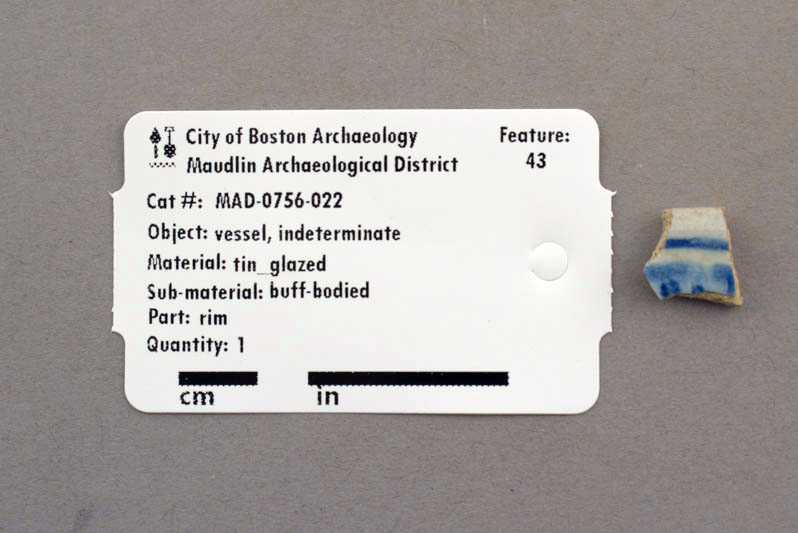 City of Boston Archaeology
Maudlin Archaeological District
Feature:
43
Cat #: MAD-0756-022
Object: vessel, indeterminate
Material: tin_glazed
Sub-material: buff-bodied
Part: rim
Quantity: 1
cm in